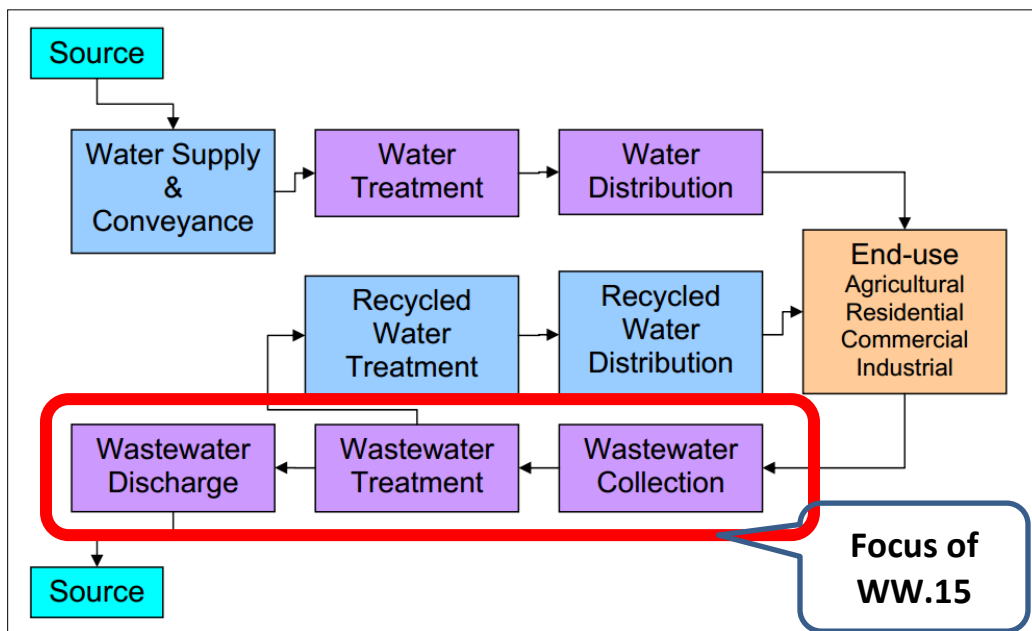 Source
Water Supply
&
Conveyance
Water
Treatment
Water
Distribution
End-use
Agricultural
Residential
Commercial
Industrial
Recycled
Water
Treatment
Recycled
Water
Distribution
Wastewater
Discharge
Wastewater
Treatment
Wastewater
Collection
Focus of
WW.15
Source